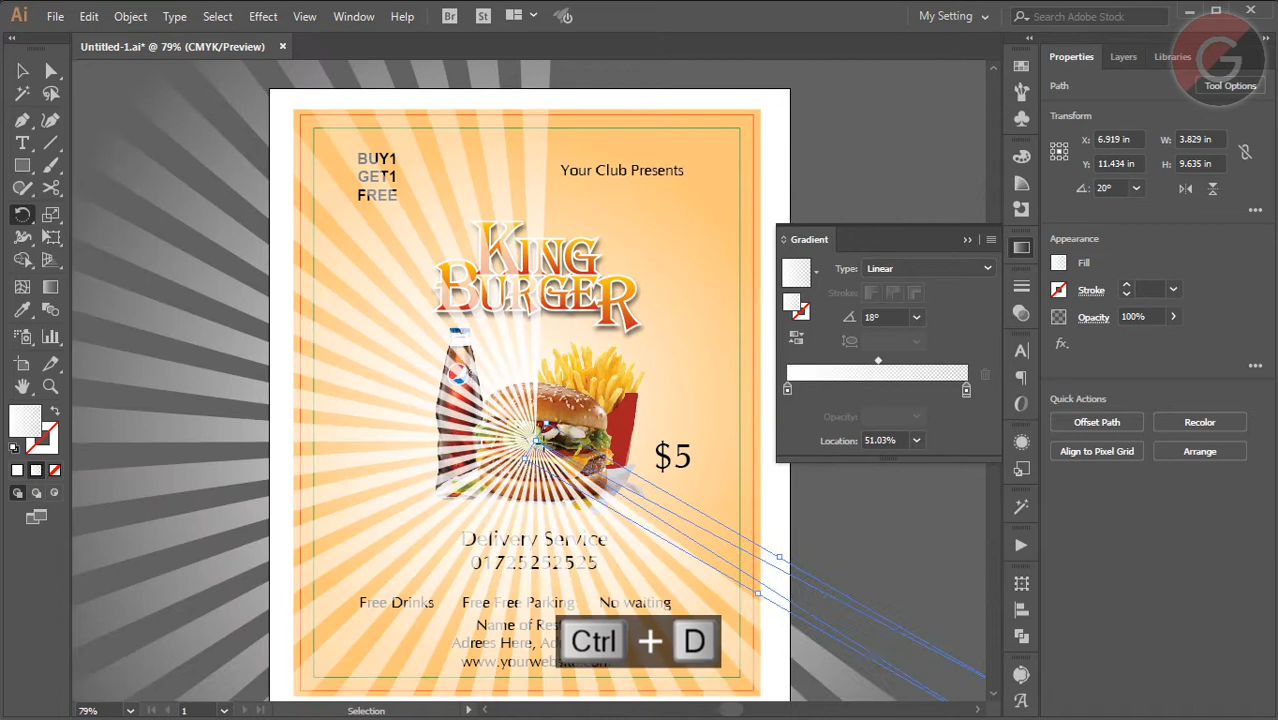 Ai File Edit Object Type Select Effect View Window Help Br St My Setting Search Adobe Stock
Untitled-1.ai* @ 79% (CMYK/Preview)
Properties Layers Libraries
Path Tool Options
Transform
X: 6.919 in W: 3.829 in
Y: 11.434 in H: 9.635 in
20°
Appearance
Fill
Stroke
Opacity 100%
fx.
Quick Actions
Offset Path Recolor
Align to Pixel Grid Arrange
Gradient
Type: Linear
Strokes:
18°
Opacity:
Location: 51.03%
BUY1
GET1
FREE
Your Club Presents
KING
BURGER
$5
Delivery Service
01725252525
Free Drinks Free Free Parking No waiting
Name of Res
Adrees Here, Ad
www.yourwebsite.com
Ctrl + D
79% 1 Selection